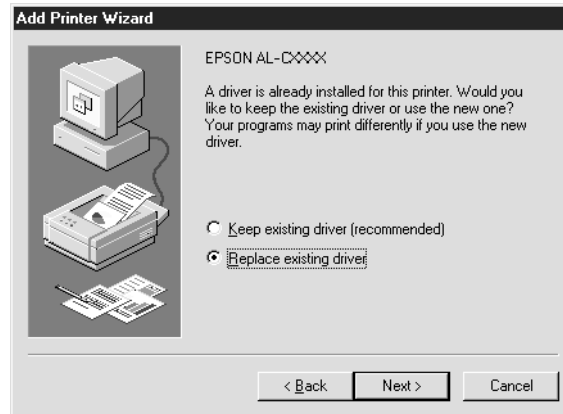 Add Printer Wizard
EPSON AL-CXXXX
A driver is already installed for this printer. Would you
like to keep the existing driver or use the new one?
Your programs may print differently if you use the new
driver.
Keep existing driver (recommended)
Replace existing driver
< Back
Next >
Cancel